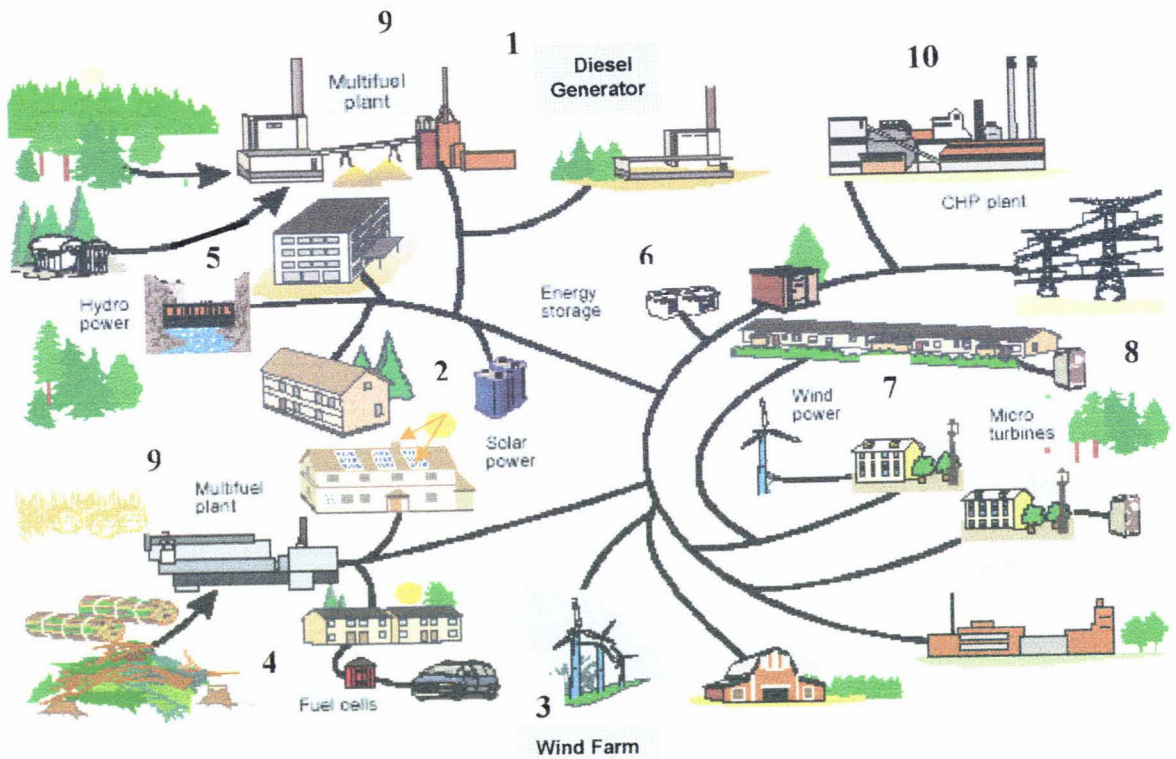 9
1
Multifuel
plant
Diesel
Generator
10
CHP plant
5
Hydro
power
6
Energy
storage
2
Solar
power
8
7
Wind
power
Micro
turbines
9
Multifuel
plant
4
Fuel cells
3
Wind Farm